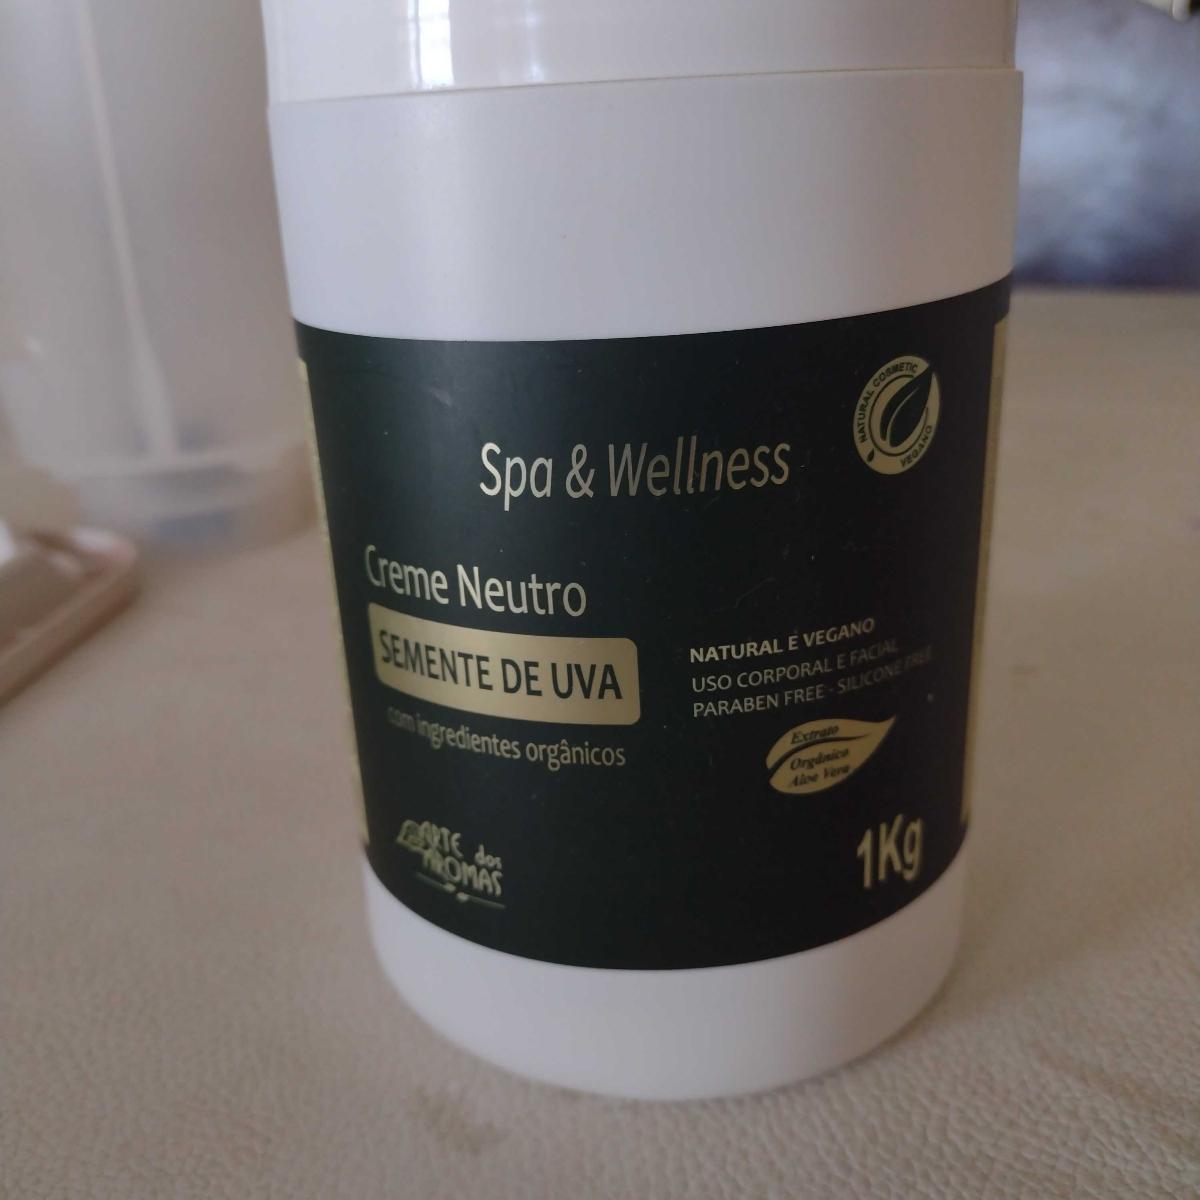 NATURAL COSMETIC
VEGANO
Spa & Wellness
Creme Neutro
SEMENTE DE UVA
com ingredientes orgânicos
NATURAL E VEGANO
USO CORPORAL E FACIAL
PARABEN FREE - SILICONE FREE
Extrato
Orgânico
Aloe Vera
ARTE dos
AROMAS
1Kg